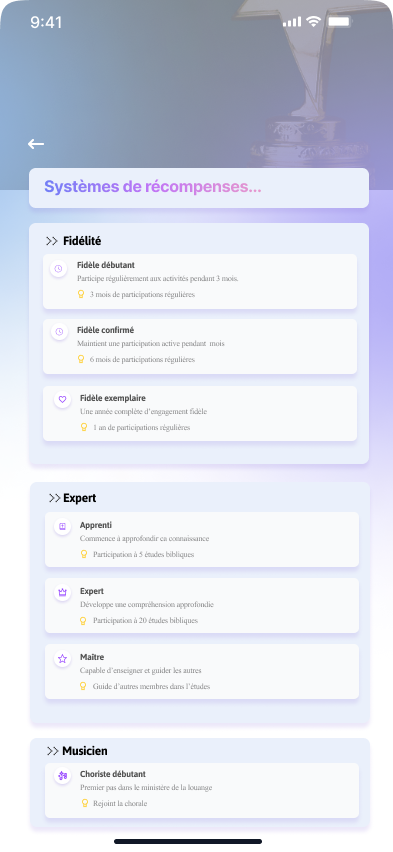 9:41
Systèmes de récompenses...
>> Fidélité
Fidèle débutant
Participe régulièrement aux activités pendant 3 mois.
3 mois de participations régulières
Fidèle confirmé
Maintient une participation active pendant mois
6 mois de participations régulières
Fidèle exemplaire
Une année complète d'engagement fidèle
1 an de participations régulières
>> Expert
Apprenti
Commence à approfondir ça connaissance
Participation à 5 études bibliques
Expert
Développe une compréhension approfondie
Participation à 20 études bibliques
Maître
Capable d'enseigner et guider les autres
Guide d'autres membres dans l'études
>> Musicien
Choriste débutant
Premier pas dans le ministère de la louange
Rejoint la chorale